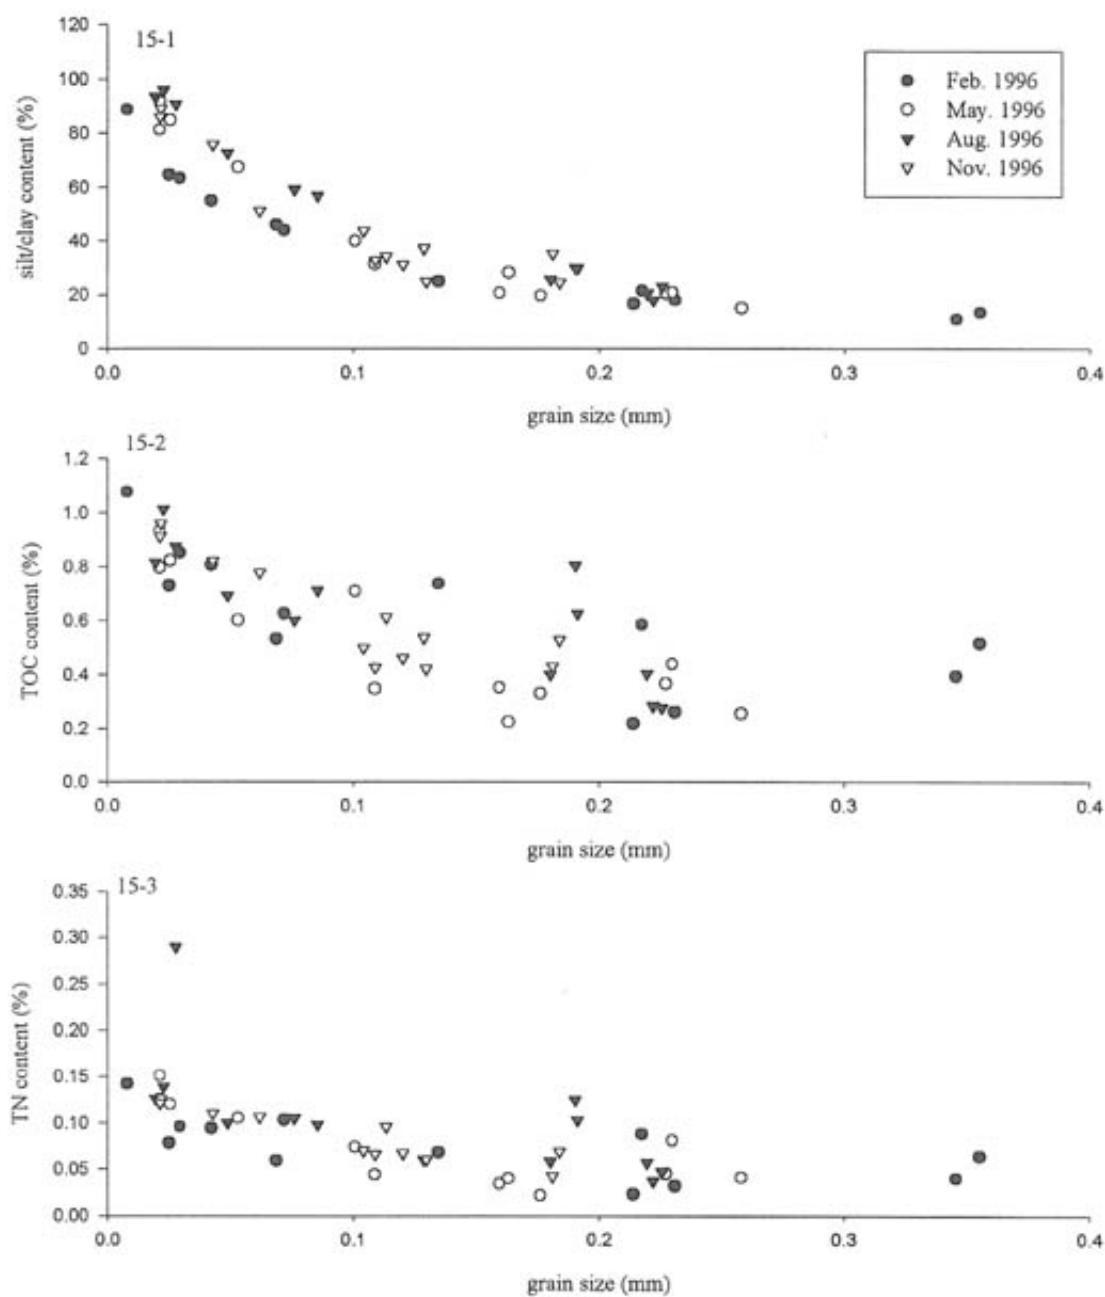 15-1
120
100
80
60
40
20
0
silt/clay content (%)
Feb. 1996
May. 1996
Aug. 1996
Nov. 1996
0.0 0.1 0.2 0.3 0.4
grain size (mm)
15-2
1.2
1.0
0.8
0.6
0.4
0.2
0.0
TOC content (%)
0.0 0.1 0.2 0.3 0.4
grain size (mm)
15-3
0.35
0.30
0.25
0.20
0.15
0.10
0.05
0.00
TN content (%)
0.0 0.1 0.2 0.3 0.4
grain size (mm)